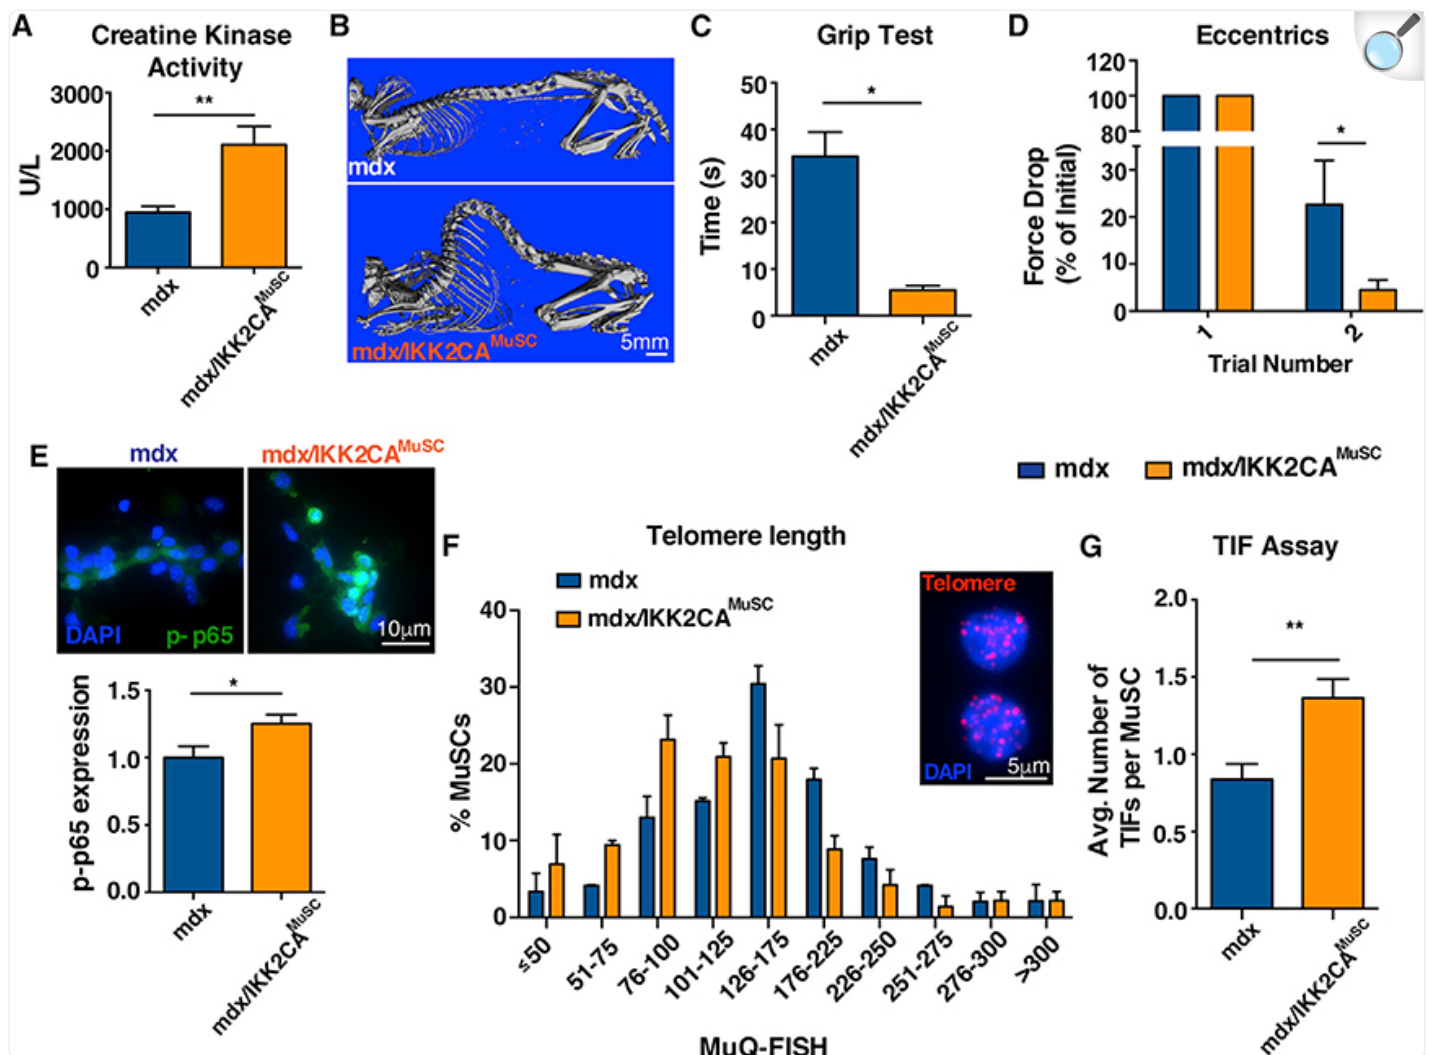 A
Creatine Kinase
Activity
3000
2000
1000
0
U/L
**
mdx
mdx/IKK2CA^MuSC
B
mdx
mdx/IKK2CA^MuSC
5mm
C
Grip Test
50
40
30
20
10
0
Time (s)
*
mdx
mdx/IKK2CA^MuSC
D
Eccentrics
120
100
80
30
20
10
0
Force Drop
(% of Initial)
*
1
2
Trial Number
mdx
mdx/IKK2CA^MuSC
E
mdx
mdx/IKK2CA^MuSC
DAPI
p- p65
10μm
1.5
1.0
0.5
0.0
p-p65 expression
*
mdx
mdx/IKK2CA^MuSC
F
Telomere length
mdx
mdx/IKK2CA^MuSC
40
30
20
10
0
% MuSCs
Telomere
DAPI
5μm
≤50
51-75
76-100
101-125
126-175
176-225
226-250
251-275
276-300
>300
MuQ-FISH
G
TIF Assay
2.0
1.5
1.0
0.5
0.0
Avg. Number of
TIFs per MuSC
**
mdx
mdx/IKK2CA^MuSC